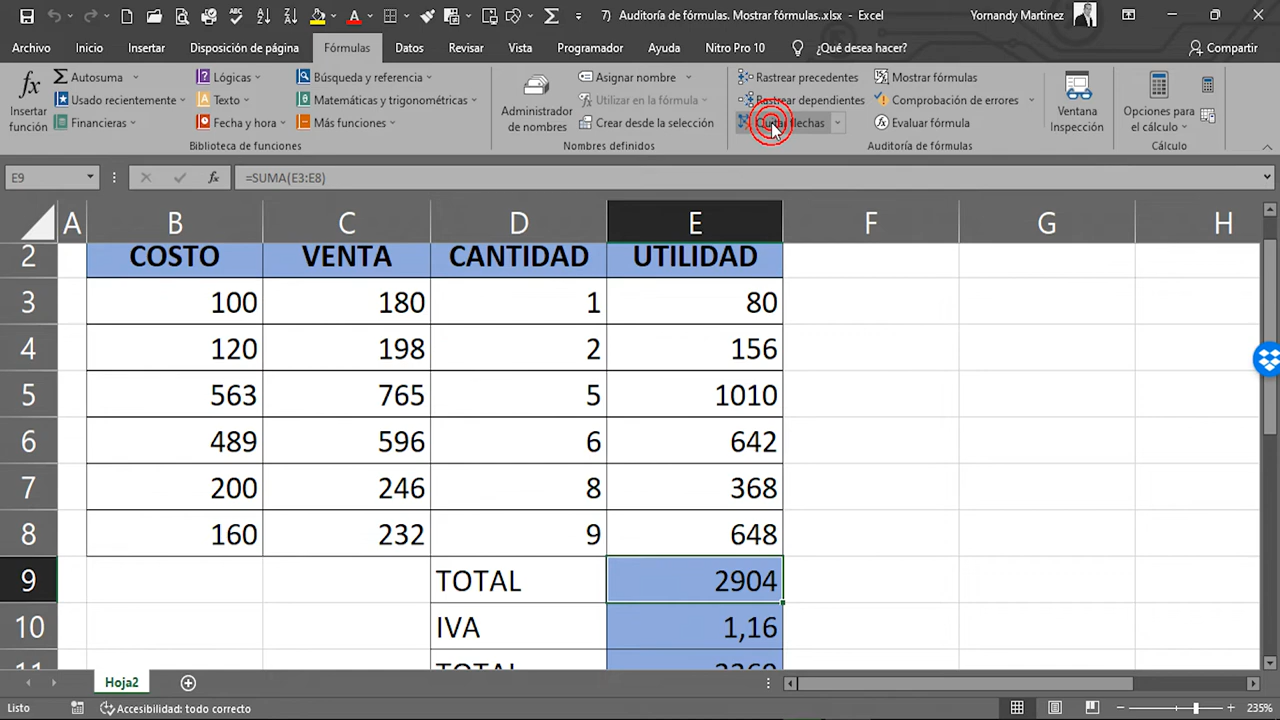 7) Auditoría de fórmulas. Mostrar fórmulas..xlsx - Excel
Yornandy Martinez
Archivo Inicio Insertar Disposición de página Fórmulas Datos Revisar Vista Programador Ayuda Nitro Pro 10 ¿Qué desea hacer? Compartir
fx Insertar función
Autosuma
Usado recientemente
Financieras
Lógicas
Texto
Fecha y hora
Búsqueda y referencia
Matemáticas y trigonométricas
Más funciones
Biblioteca de funciones
Administrador de nombres
Asignar nombre
Utilizar en la fórmula
Crear desde la selección
Nombres definidos
Rastrear precedentes
Rastrear dependientes
flechas
Mostrar fórmulas
Comprobación de errores
Evaluar fórmula
Auditoría de fórmulas
Ventana Inspección
Opciones para el cálculo
Cálculo
E9 fx =SUMA(E3:E8)
A B C D E F G H
2 COSTO VENTA CANTIDAD UTILIDAD
3 100 180 1 80
4 120 198 2 156
5 563 765 5 1010
6 489 596 6 642
7 200 246 8 368
8 160 232 9 648
9 TOTAL 2904
10 IVA 1,16
Hoja2
Listo Accesibilidad: todo correcto 235%